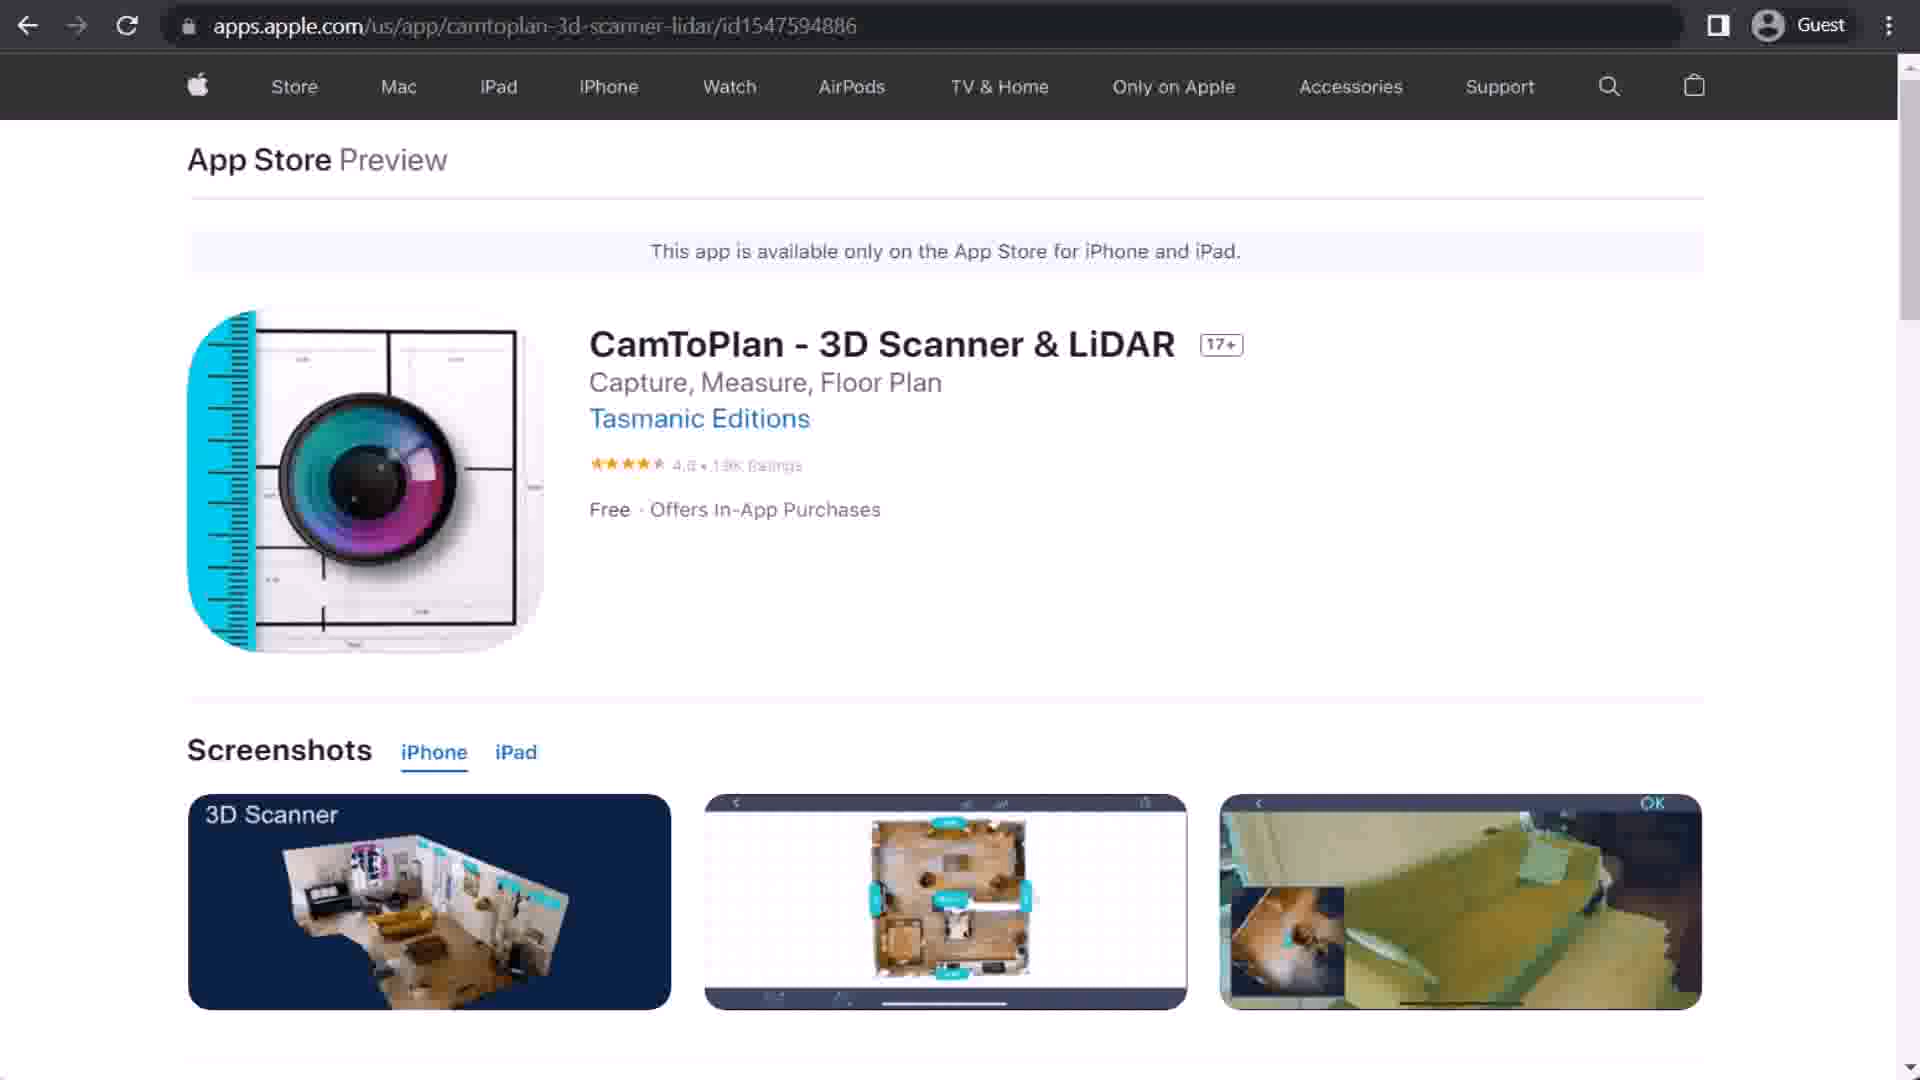 apps.apple.com/us/app/camtoplan-3d-scanner-lidar/id1547594886
Guest
Store Mac iPad iPhone Watch AirPods TV & Home Only on Apple Accessories Support
App Store Preview
This app is available only on the App Store for iPhone and iPad.
CamToPlan - 3D Scanner & LiDAR 17+
Capture, Measure, Floor Plan
Tasmanic Editions
Ratings
Free · Offers In-App Purchases
Screenshots iPhone iPad
3D Scanner
OK